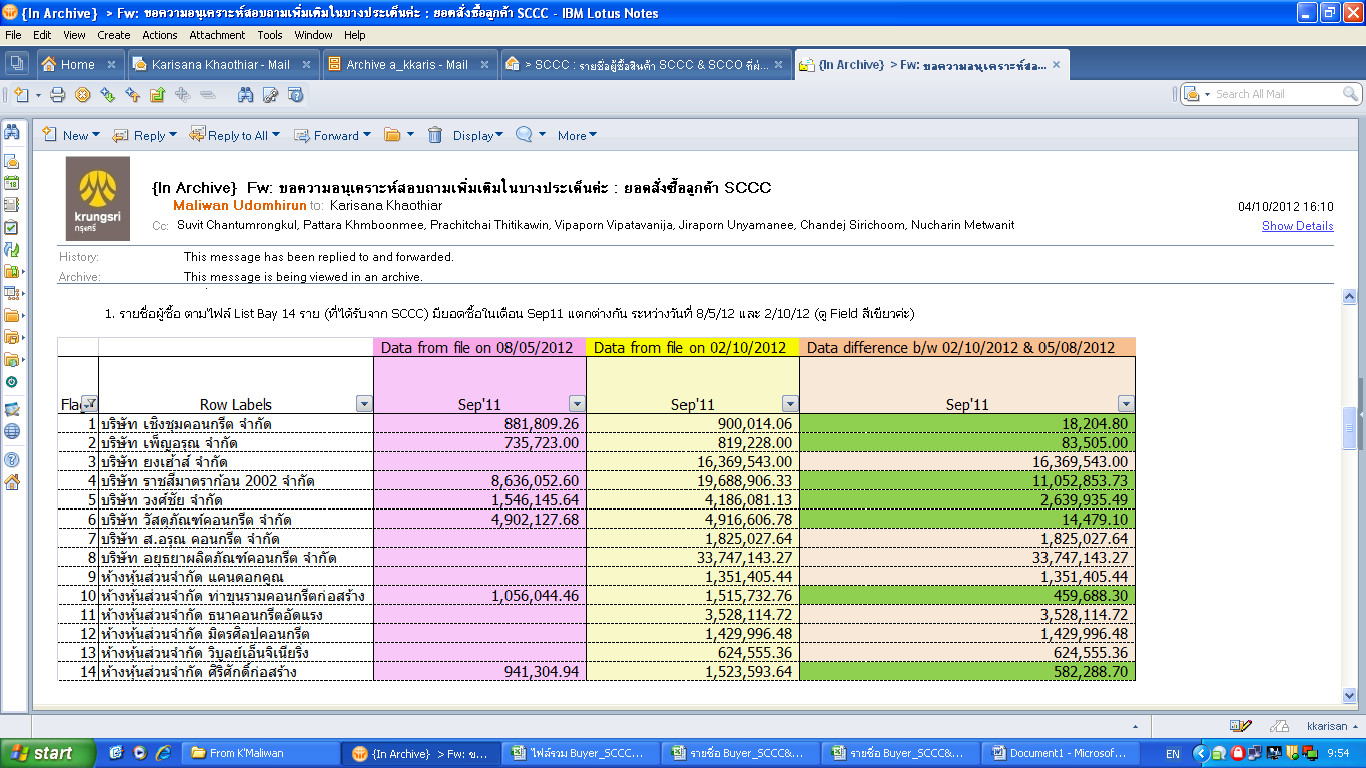 {In Archive} > Fw: ขอความอนุเคราะห์สอบถามเพิ่มเติมในบางประเด็นค่ะ : ยอดสั่งซื้อลูกค้า SCCC - IBM Lotus Notes
File Edit View Create Actions Attachment Tools Window Help
Home
Karisana Khaothiar - Mail
Archive a_kkaris - Mail
> SCCC : รายชื่อผู้ซื้อสินค้า SCCC & SCCO ที่ผ่...
{In Archive} > Fw: ขอความอนุเคราะห์สอ...
Search All Mail
New Reply Reply to All Forward Display More
krungsri
กรุงศรี
{In Archive} Fw: ขอความอนุเคราะห์สอบถามเพิ่มเติมในบางประเด็นค่ะ : ยอดสั่งซื้อลูกค้า SCCC
Maliwan Udomhirun to: Karisana Khaothiar
04/10/2012 16:10
Cc: Suvit Chantumrongkul, Pattara Khmboonmee, Prachitchai Thitikawin, Vipaporn Vipatavanija, Jiraporn Unyamanee, Chandej Sirichoom, Nucharin Metwanit
Show Details
History: This message has been replied to and forwarded.
Archive: This message is being viewed in an archive.
1. รายชื่อผู้ซื้อ ตามไฟล์ List Bay 14 ราย (ที่ได้รับจาก SCCC) มียอดซื้อในเดือน Sep11 แตกต่างกัน ระหว่างวันที่ 8/5/12 และ 2/10/12 (ดู Field สีเขียวค่ะ)
Data from file on 08/05/2012 Data from file on 02/10/2012 Data difference b/w 02/10/2012 & 05/08/2012
Flag Row Labels Sep'11 Sep'11 Sep'11
1 บริษัท เชิงชุมคอนกรีต จำกัด 881,809.26 900,014.06 18,204.80
2 บริษัท เพ็ญอรุณ จำกัด 735,723.00 819,228.00 83,505.00
3 บริษัท ยงเฮ้าส์ จำกัด 16,369,543.00 16,369,543.00
4 บริษัท ราชสีมาตราก้อน 2002 จำกัด 8,636,052.60 19,688,906.33 11,052,853.73
5 บริษัท วงศ์ชัย จำกัด 1,546,145.64 4,186,081.13 2,639,935.49
6 บริษัท วัสดุภัณฑ์คอนกรีต จำกัด 4,902,127.68 4,916,606.78 14,479.10
7 บริษัท ส.อรุณ คอนกรีต จำกัด 1,825,027.64 1,825,027.64
8 บริษัท อยุธยาผลิตภัณฑ์คอนกรีต จำกัด 33,747,143.27 33,747,143.27
9 ห้างหุ้นส่วนจำกัด แคนดอกคูณ 1,351,405.44 1,351,405.44
10 ห้างหุ้นส่วนจำกัด ท่าขุนรามคอนกรีตก่อสร้าง 1,056,044.46 1,515,732.76 459,688.30
11 ห้างหุ้นส่วนจำกัด ธนาคอนกรีตอัดแรง 3,528,114.72 3,528,114.72
12 ห้างหุ้นส่วนจำกัด มิตรศิลปคอนกรีต 1,429,996.48 1,429,996.48
13 ห้างหุ้นส่วนจำกัด วิบูลย์เอ็นจิเนียริ่ง 624,555.36 624,555.36
14 ห้างหุ้นส่วนจำกัด ศิริศักดิ์ก่อสร้าง 941,304.94 1,523,593.64 582,288.70
kkarisan
start
From K'Maliwan
{In Archive} > Fw: ข...
ไฟล์รวม Buyer_SCCC...
รายชื่อ Buyer_SCCC&...
รายชื่อ Buyer_SCCC&...
Document1 - Microsof...
EN
9:54